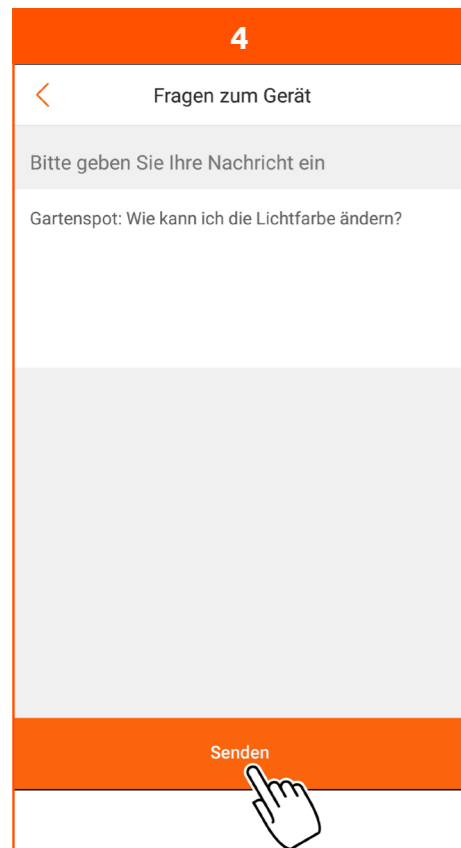 4
Fragen zum Gerät
Bitte geben Sie Ihre Nachricht ein
Gartenspot: Wie kann ich die Lichtfarbe ändern?
Senden